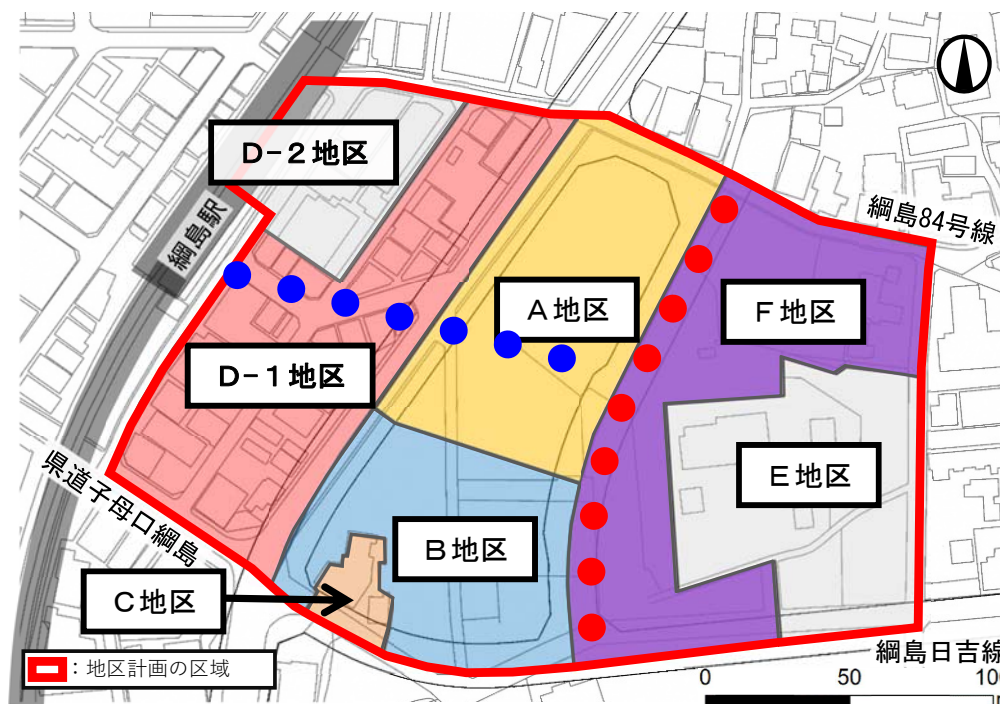 D-2地区
綱島84号線
綱島駅
A地区
F地区
D-1地区
E地区
県道子母口綱島
B地区
C地区
綱島日吉線
：地区計画の区域
0 50